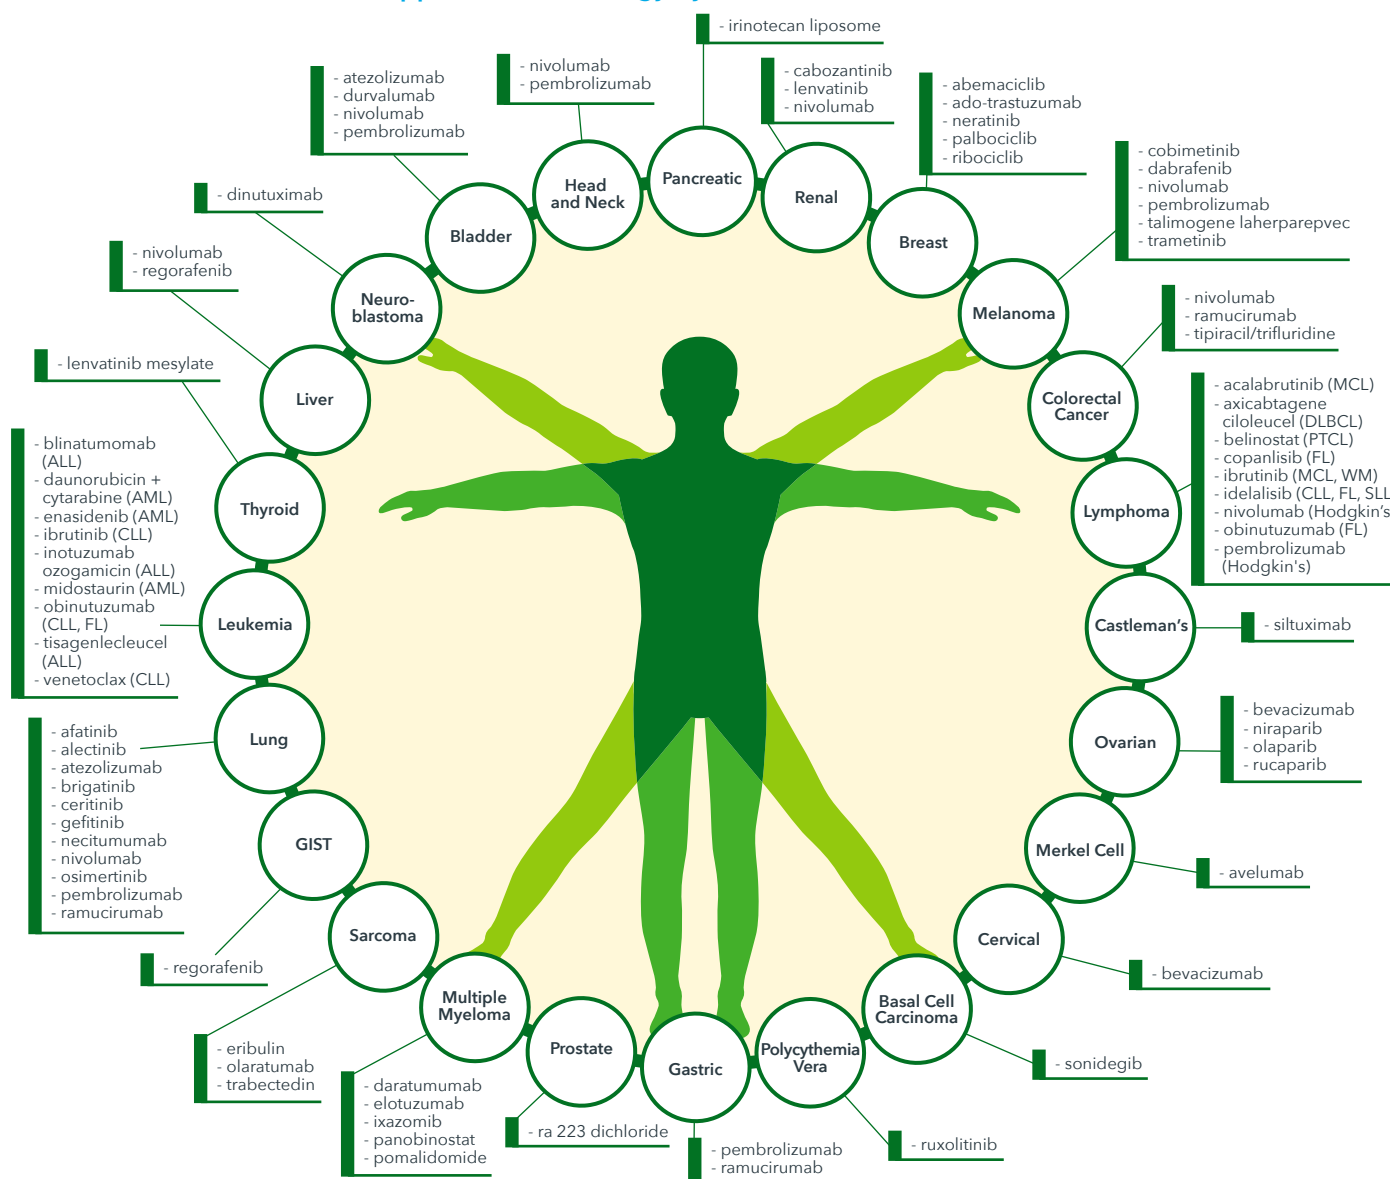 - irinotecan liposome
- nivolumab
- pembrolizumab
- cabozantinib
- lenvatinib
- nivolumab
- atezolizumab
- durvalumab
- nivolumab
- pembrolizumab
- abemaciclib
- ado-trastuzumab
- neratinib
- palbociclib
- ribociclib
- cobimetinib
- dabrafenib
- nivolumab
- pembrolizumab
- talimogene laherparepvec
- trametinib
- dinutuximab
- nivolumab
- regorafenib
- nivolumab
- ramucirumab
- tipiracil/trifluridine
- lenvatinib mesylate
- acalabrutinib (MCL)
- axicabtagene
ciloleucel (DLBCL)
- belinostat (PTCL)
- copanlisib (FL)
- ibrutinib (MCL, WM)
- idelalisib (CLL, FL, SLL
- nivolumab (Hodgkin's
- obinutuzumab (FL)
- pembrolizumab
(Hodgkin's)
- blinatumomab
(ALL)
- daunorubicin +
cytarabine (AML)
- enasidenib (AML)
- ibrutinib (CLL)
- inotuzumab
ozogamicin (ALL)
- midostaurin (AML)
- obinutuzumab
(CLL, FL)
- tisagenlecleucel
(ALL)
- venetoclax (CLL)
Pancreatic
Head
and Neck
Renal
Bladder
Breast
Neuro-
blastoma
Melanoma
Liver
Colorectal
Cancer
Thyroid
Lymphoma
Leukemia
Castleman's
- siltuximab
Lung
Ovarian
- bevacizumab
- niraparib
- olaparib
- rucaparib
- afatinib
- alectinib
- atezolizumab
- brigatinib
- ceritinib
- gefitinib
- necitumumab
- nivolumab
- osimertinib
- pembrolizumab
- ramucirumab
GIST
Merkel Cell
- avelumab
Sarcoma
Cervical
- regorafenib
- bevacizumab
Multiple
Myeloma
Basal Cell
Carcinoma
Prostate
Gastric
Polycythemia
Vera
- eribulin
- olaratumab
- trabectedin
- sonidegib
- daratumumab
- elotuzumab
- ixazomib
- panobinostat
- pomalidomide
- ra 223 dichloride
- pembrolizumab
- ramucirumab
- ruxolitinib